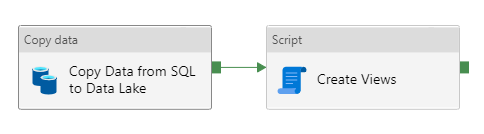 Copy data
Copy Data from SQL
to Data Lake
Script
Create Views